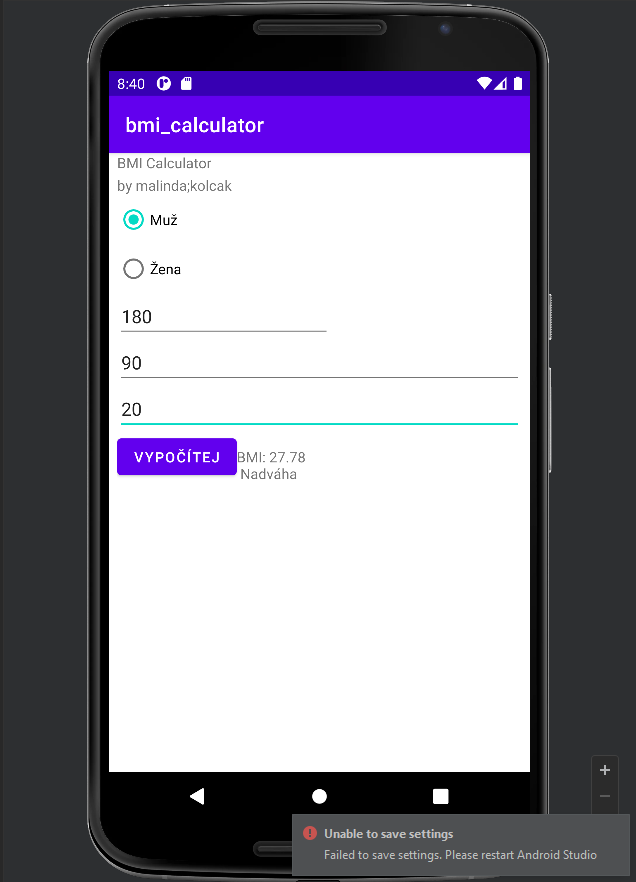 8:40
bmi_calculator
BMI Calculator
by malinda;kolcak
Muž
Žena
180
90
20
VYPOČÍTEJ
BMI: 27.78
Nadváha
Unable to save settings
Failed to save settings. Please restart Android Studio